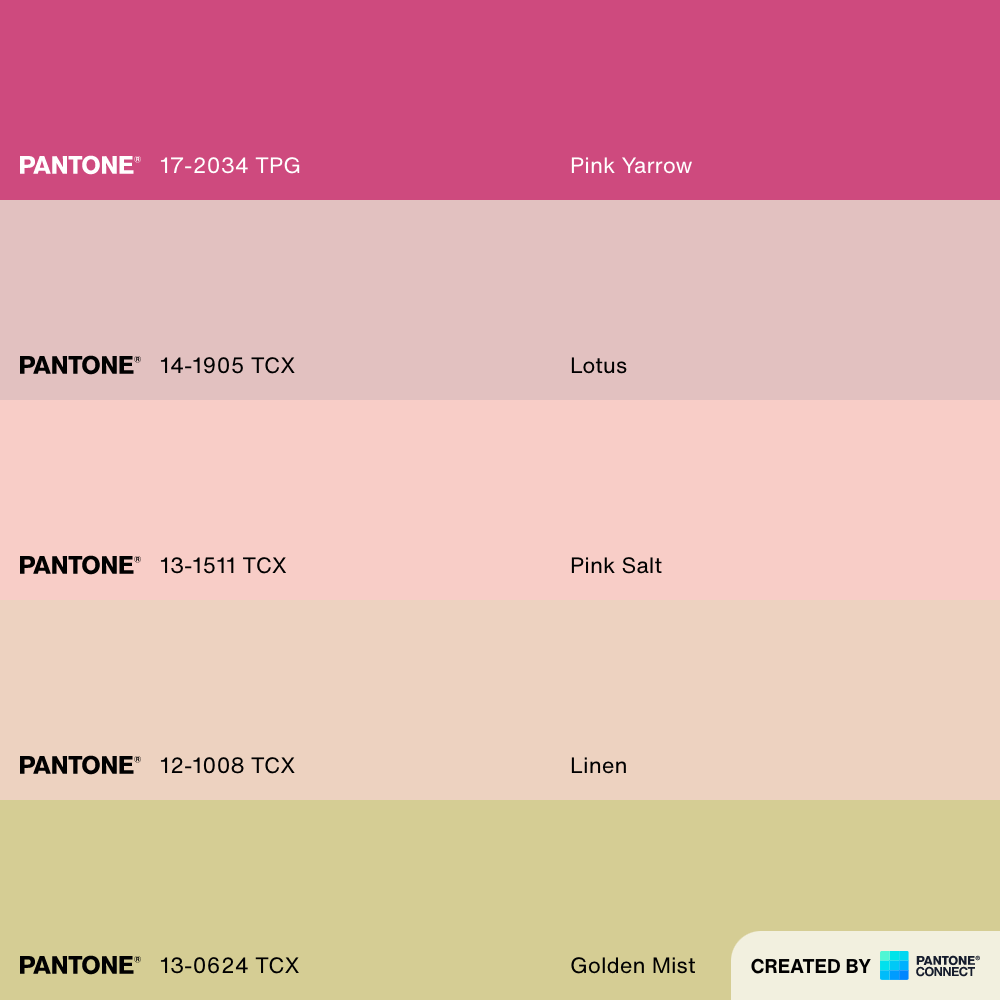 PANTONE® 17-2034 TPG Pink Yarrow
PANTONE® 14-1905 TCX Lotus
PANTONE® 13-1511 TCX Pink Salt
PANTONE® 12-1008 TCX Linen
PANTONE® 13-0624 TCX Golden Mist
CREATED BY PANTONE® CONNECT